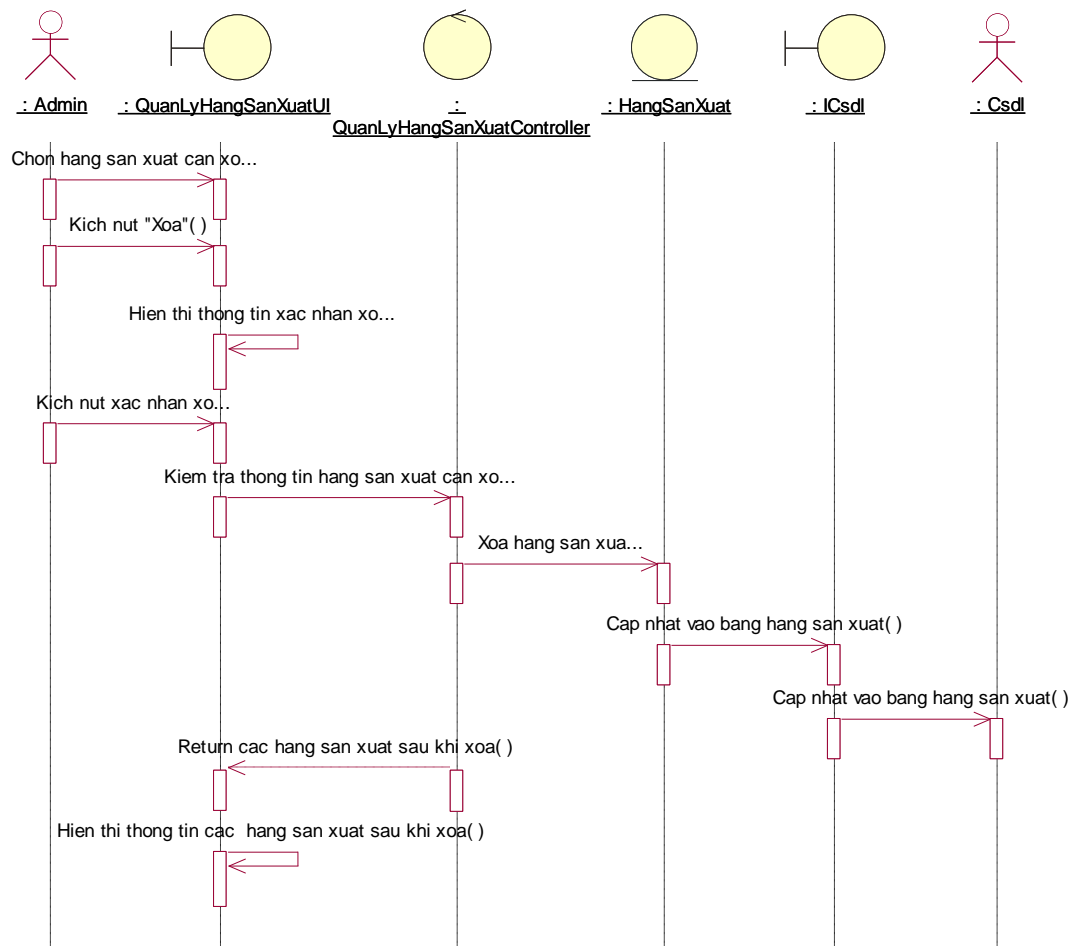 : Admin
: QuanLyHangSanXuatUI
:
QuanLyHangSanXuatController
: HangSanXuat
: ICsdl
: Csdl
Chon hang san xuat can xo...
Kich nut "Xoa"( )
Hien thi thong tin xac nhan xo...
Kich nut xac nhan xo...
Kiem tra thong tin hang san xuat can xo...
Xoa hang san xua...
Cap nhat vao bang hang san xuat( )
Cap nhat vao bang hang san xuat( )
Return cac hang san xuat sau khi xoa( )
Hien thi thong tin cac  hang san xuat sau khi xoa( )